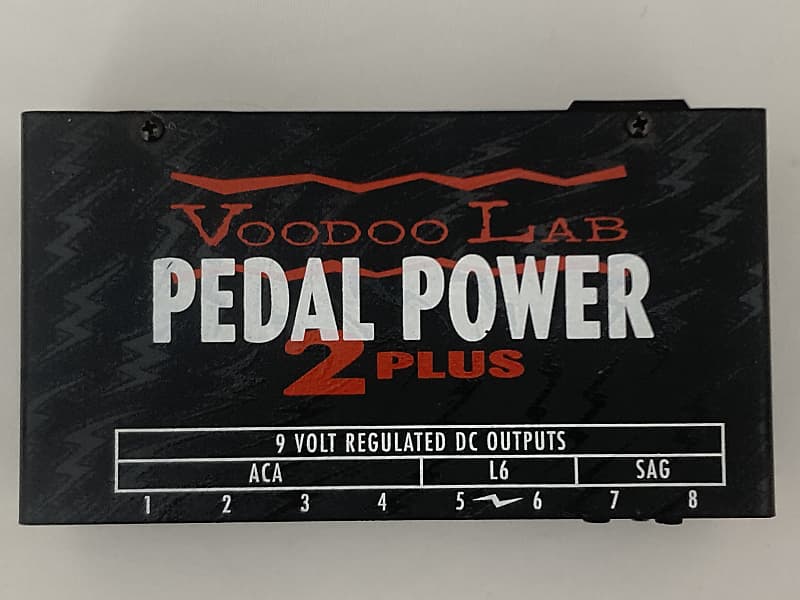 VOODOO LAB
PEDAL POWER
2 PLUS
9 VOLT REGULATED DC OUTPUTS
ACA L6 SAG
1 2 3 4 5 6 7 8